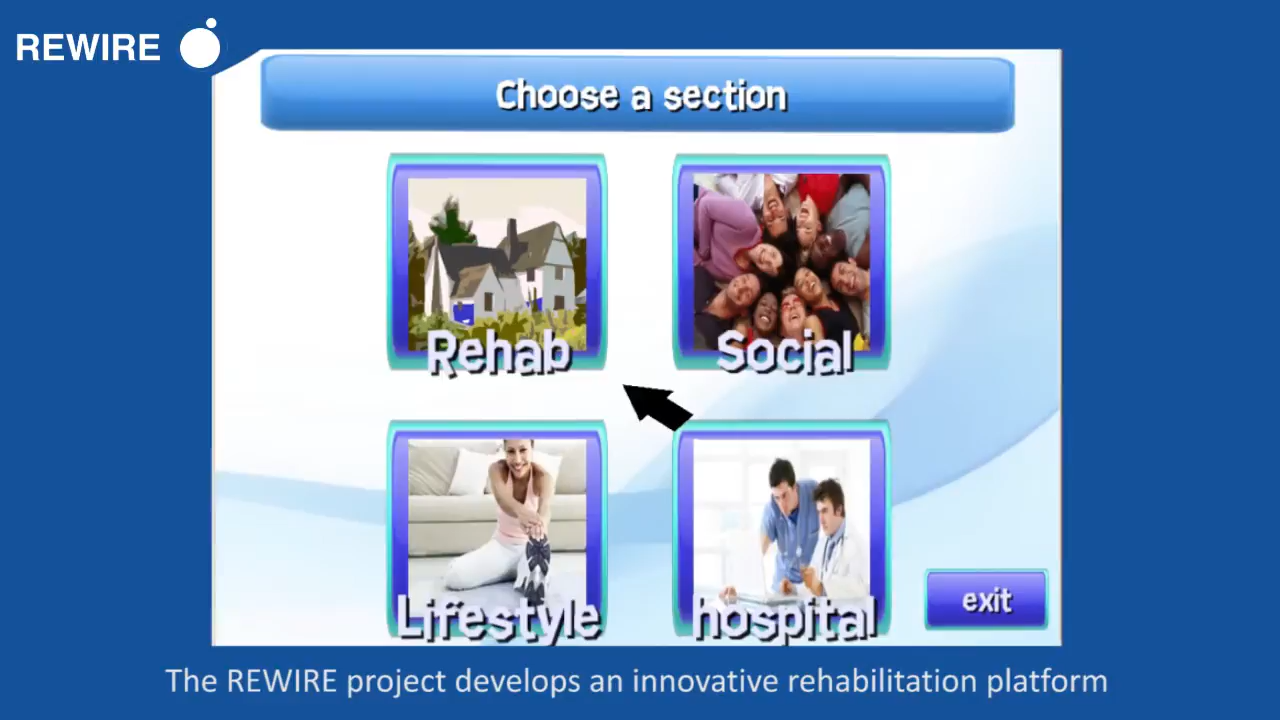 REWIRE
Choose a section
Rehab
Social
Lifestyle
hospital
exit
The REWIRE project develops an innovative rehabilitation platform